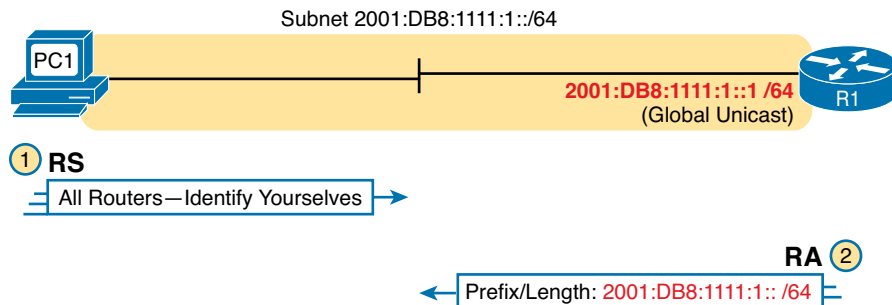 Subnet 2001:DB8:1111:1::/64
PC1
2001:DB8:1111:1::1 /64
(Global Unicast)
R1
1 RS
All Routers—Identify Yourselves
RA 2
Prefix/Length: 2001:DB8:1111:1:: /64